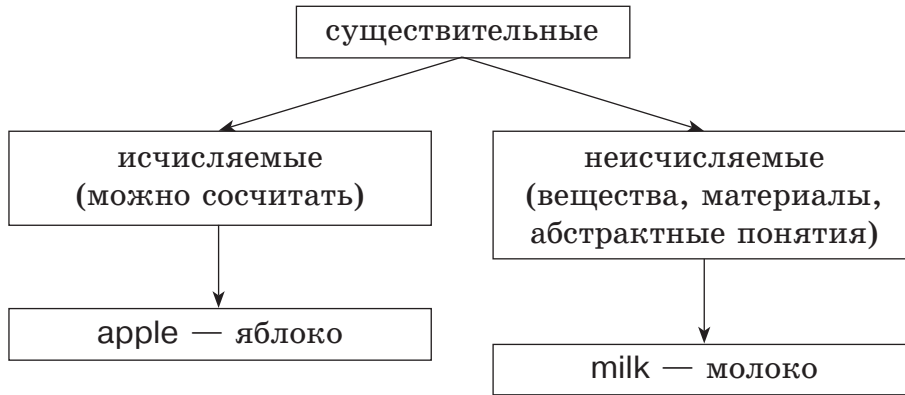 существительные
исчисляемые
(можно сосчитать)
неисчисляемые
(вещества, материалы,
абстрактные понятия)
apple — яблоко
milk — молоко